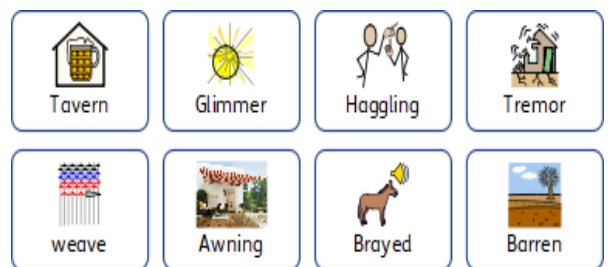 Tavern
Glimmer
Haggling
Tremor
weave
Awning
Brayed
Barren